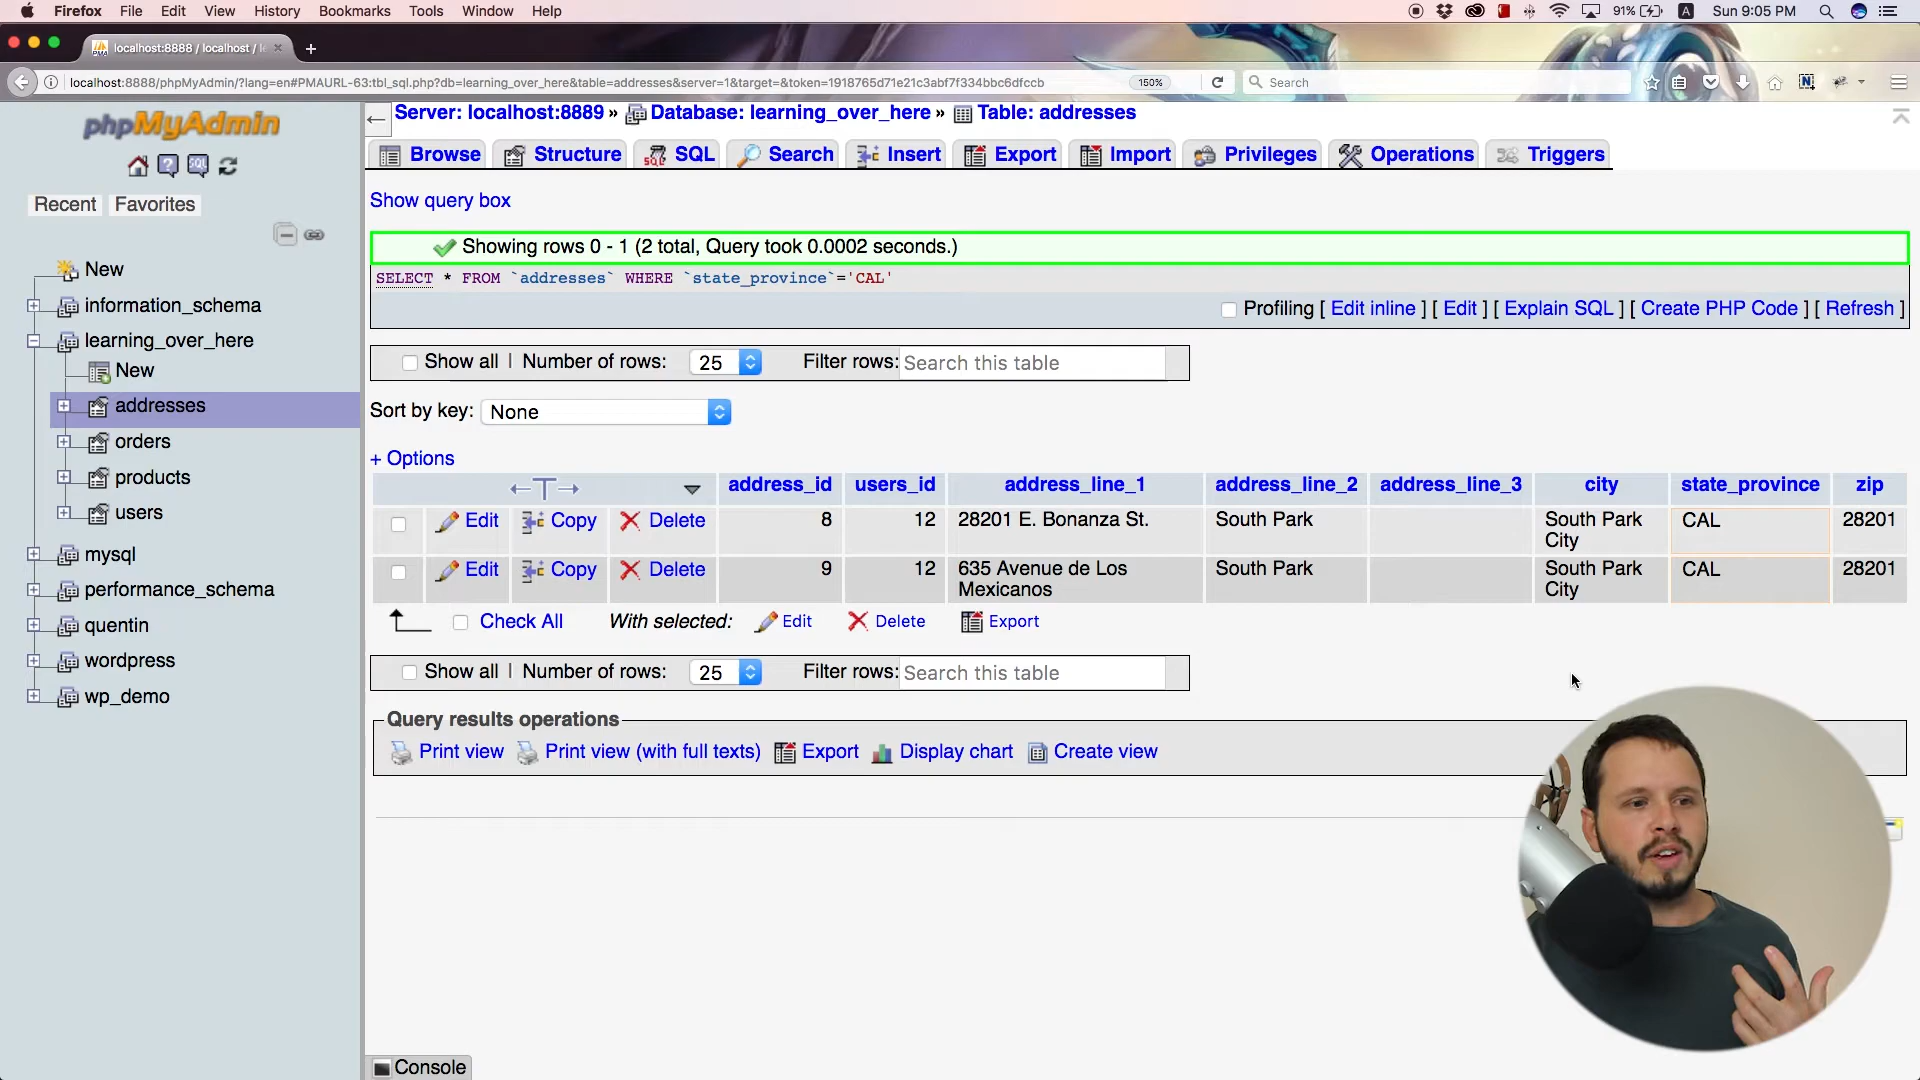 Firefox File Edit View History Bookmarks Tools Window Help 91% A Sun 9:05 PM
localhost:8888 / localhost / le
localhost:8888/phpMyAdmin/?lang=en#PMAURL-63:tbl_sql.php?db=learning_over_here&table=addresses&server=1&target=&token=1918765d71e21c3abf7f334bbc6dfccb 150% Search
phpMyAdmin
Recent Favorites
New
information_schema
learning_over_here
New
addresses
orders
products
users
mysql
performance_schema
quentin
wordpress
wp_demo
Server: localhost:8889 » Database: learning_over_here » Table: addresses
Browse Structure SQL Search Insert Export Import Privileges Operations Triggers
Show query box
Showing rows 0 - 1 (2 total, Query took 0.0002 seconds.)
SELECT * FROM `addresses` WHERE `state_province`='CAL'
Profiling [ Edit inline ] [ Edit ] [ Explain SQL ] [ Create PHP Code ] [ Refresh ]
Show all | Number of rows: 25 Filter rows: Search this table
Sort by key: None
+ Options
←T→ address_id users_id address_line_1 address_line_2 address_line_3 city state_province zip
Edit Copy Delete 8 12 28201 E. Bonanza St. South Park South Park City CAL 28201
Edit Copy Delete 9 12 635 Avenue de Los Mexicanos South Park South Park City CAL 28201
Check All With selected: Edit Delete Export
Show all | Number of rows: 25 Filter rows: Search this table
Query results operations
Print view Print view (with full texts) Export Display chart Create view
Console